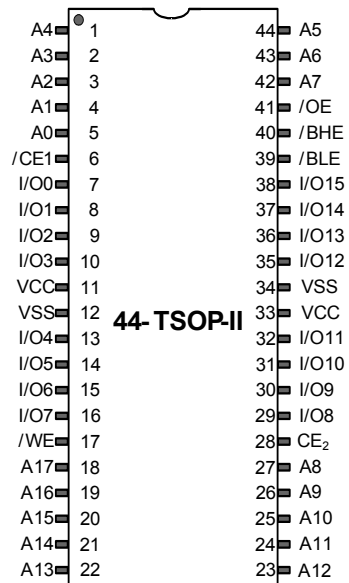 A4 1 44 A5
A3 2 43 A6
A2 3 42 A7
A1 4 41 /OE
A0 5 40 /BHE
/CE1 6 39 /BLE
I/O0 7 38 I/O15
I/O1 8 37 I/O14
I/O2 9 36 I/O13
I/O3 10 35 I/O12
VCC 11 34 VSS
VSS 12 33 VCC
44-TSOP-II
I/O4 13 32 I/O11
I/O5 14 31 I/O10
I/O6 15 30 I/O9
I/O7 16 29 I/O8
/WE 17 28 CE₂
A17 18 27 A8
A16 19 26 A9
A15 20 25 A10
A14 21 24 A11
A13 22 23 A12